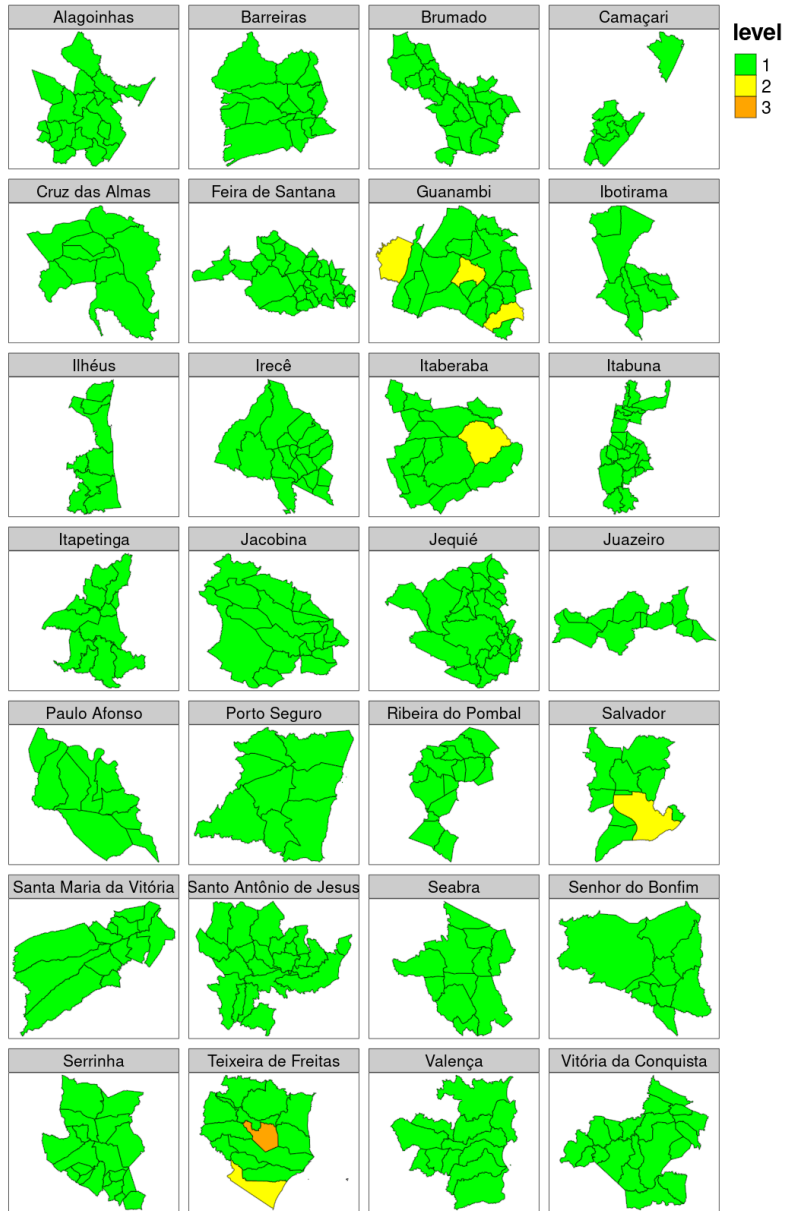 Alagoinhas
Barreiras
Brumado
Camaçari
level
1
2
3
Cruz das Almas
Feira de Santana
Guanambi
Ibotirama
Ilhéus
Irecê
Itaberaba
Itabuna
Itapetinga
Jacobina
Jequié
Juazeiro
Paulo Afonso
Porto Seguro
Ribeira do Pombal
Salvador
Santa Maria da Vitória
Santo Antônio de Jesus
Seabra
Senhor do Bonfim
Serrinha
Teixeira de Freitas
Valença
Vitória da Conquista